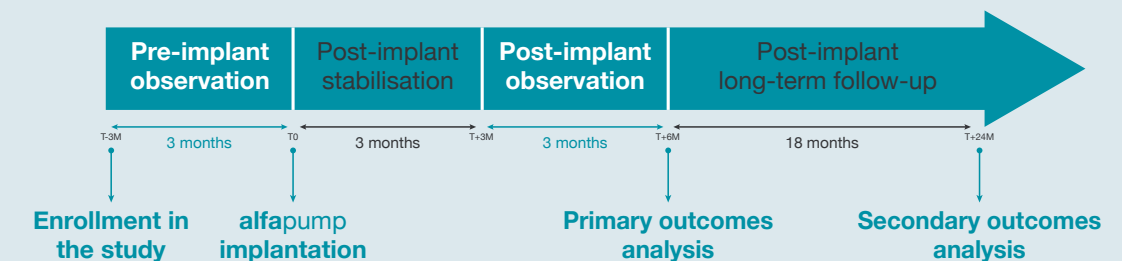 Pre-implant
observation
Post-implant
stabilisation
Post-implant
observation
Post-implant
long-term follow-up
T-3M
3 months
T0
3 months
T+3M
3 months
T+6M
18 months
T+24M
Enrollment in
the study
alfapump
implantation
Primary outcomes
analysis
Secondary outcomes
analysis